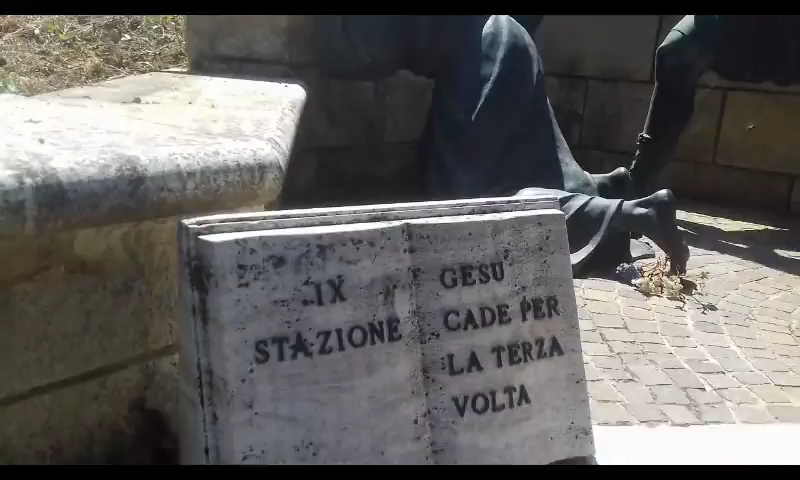 IX
STAZIONE
GESU'
CADE PER
LA TERZA
VOLTA